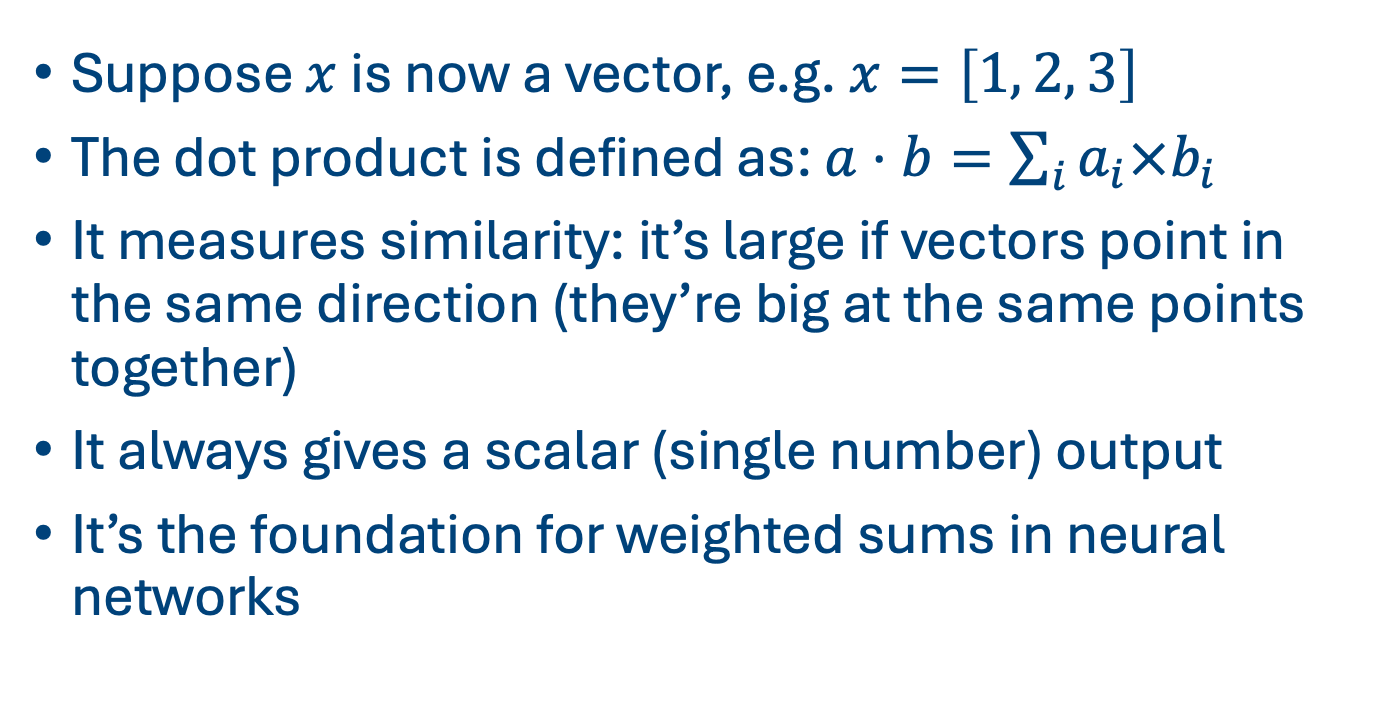 • Suppose 𝑥 is now a vector, e.g. 𝑥 = [1, 2, 3]
• The dot product is defined as: 𝑎 · 𝑏 = ∑ᵢ 𝑎ᵢ×𝑏ᵢ
• It measures similarity: it’s large if vectors point in
the same direction (they’re big at the same points
together)
• It always gives a scalar (single number) output
• It’s the foundation for weighted sums in neural
networks